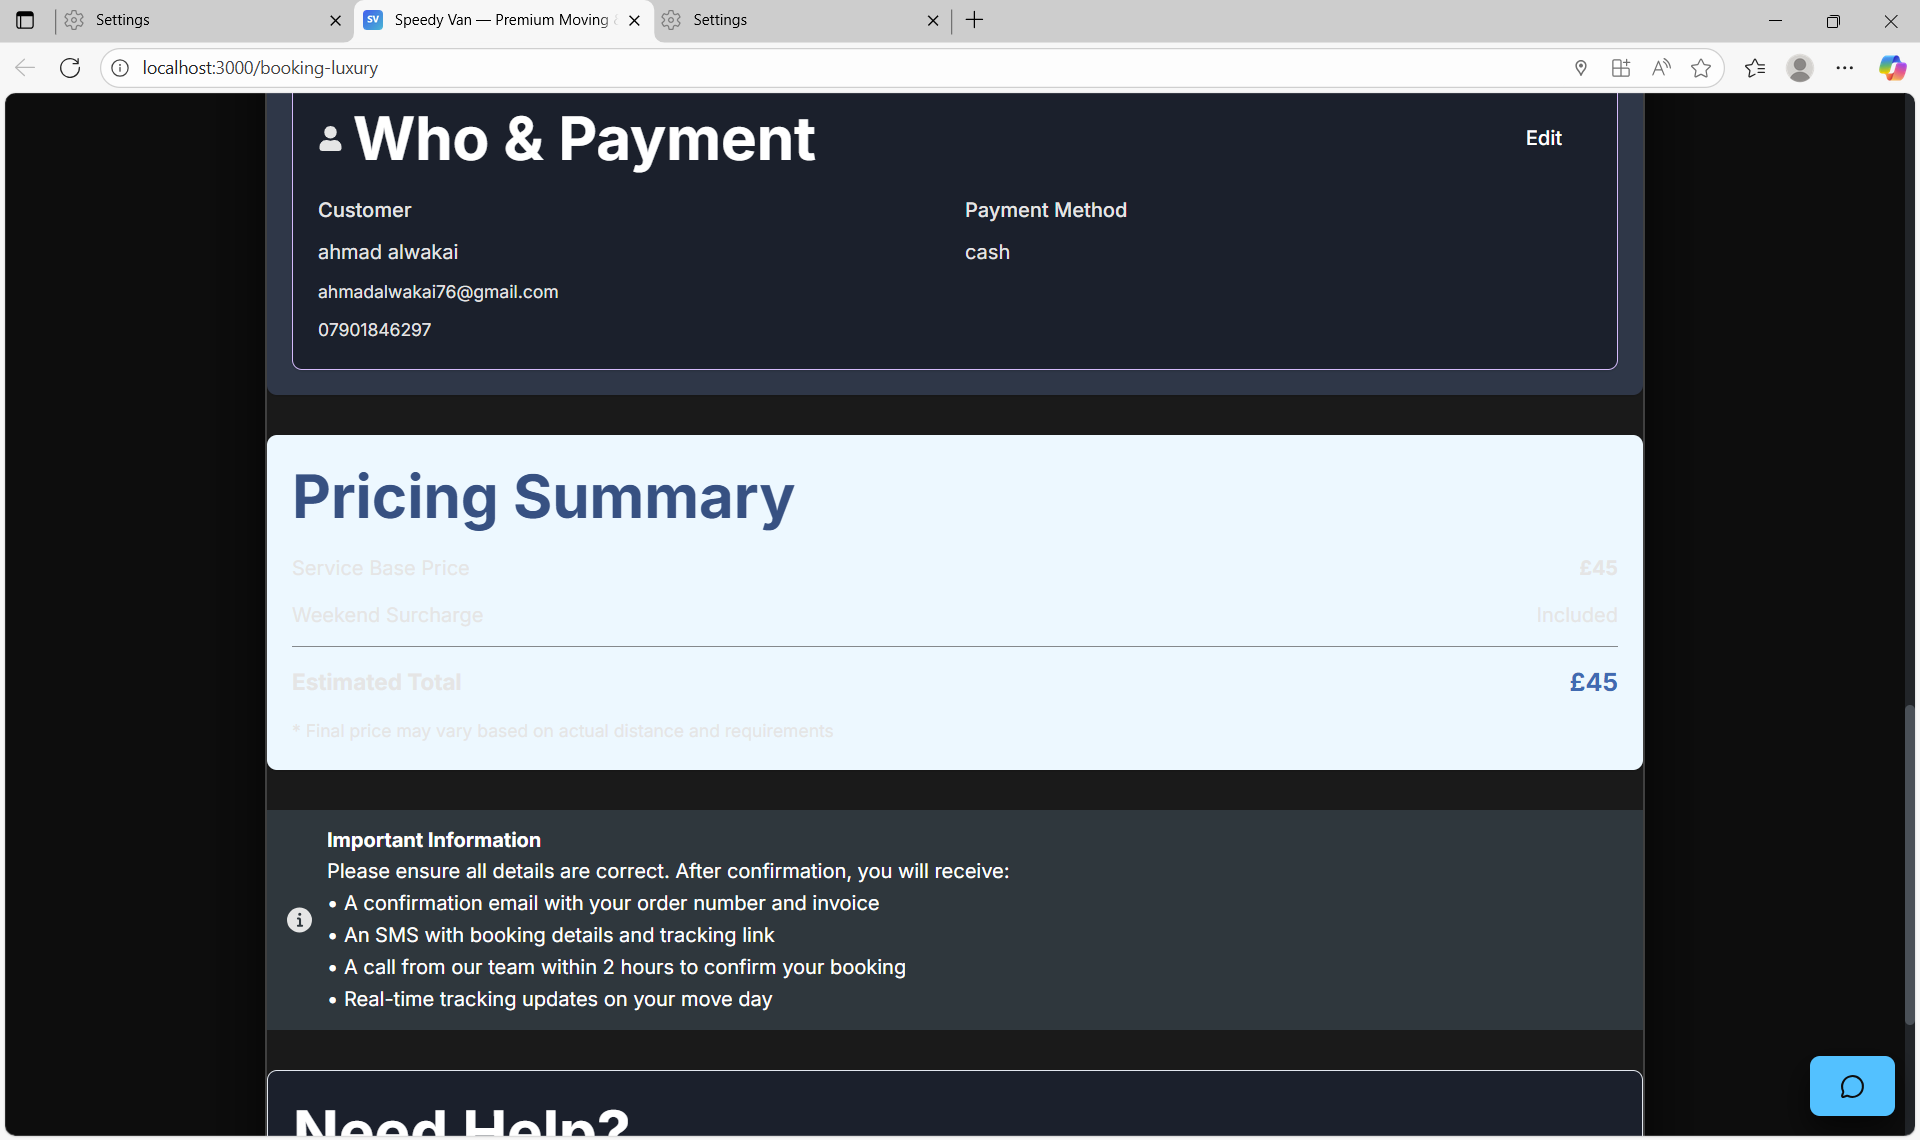 Settings
SV Speedy Van — Premium Moving
Settings
localhost:3000/booking-luxury
Who & Payment
Edit
Customer
Payment Method
ahmad alwakai
cash
ahmadalwakai76@gmail.com
07901846297
Pricing Summary
Service Base Price
£45
Weekend Surcharge
Included
Estimated Total
£45
* Final price may vary based on actual distance and requirements
Important Information
Please ensure all details are correct. After confirmation, you will receive:
• A confirmation email with your order number and invoice
• An SMS with booking details and tracking link
• A call from our team within 2 hours to confirm your booking
• Real-time tracking updates on your move day
Need Help?